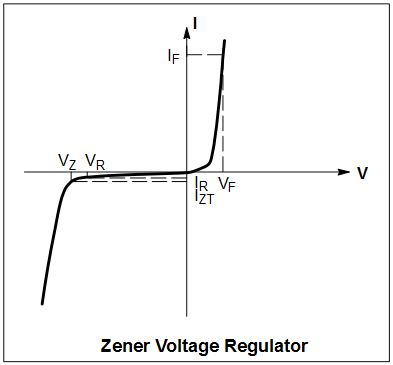 I
IF
VZ VR
IR VF V
IZT
Zener Voltage Regulator